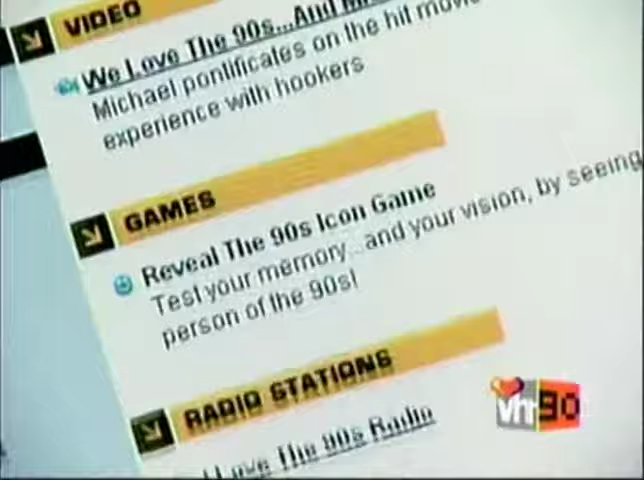 VIDEO
We Love The 90s...And
Michael pontificates on the hit movie
experience with hookers
GAMES
Reveal The 90s Icon Game
Test your memory...and your vision, by seeing
person of the 90s!
RADIO STATIONS
I Love The 90s Radio
vh1 90